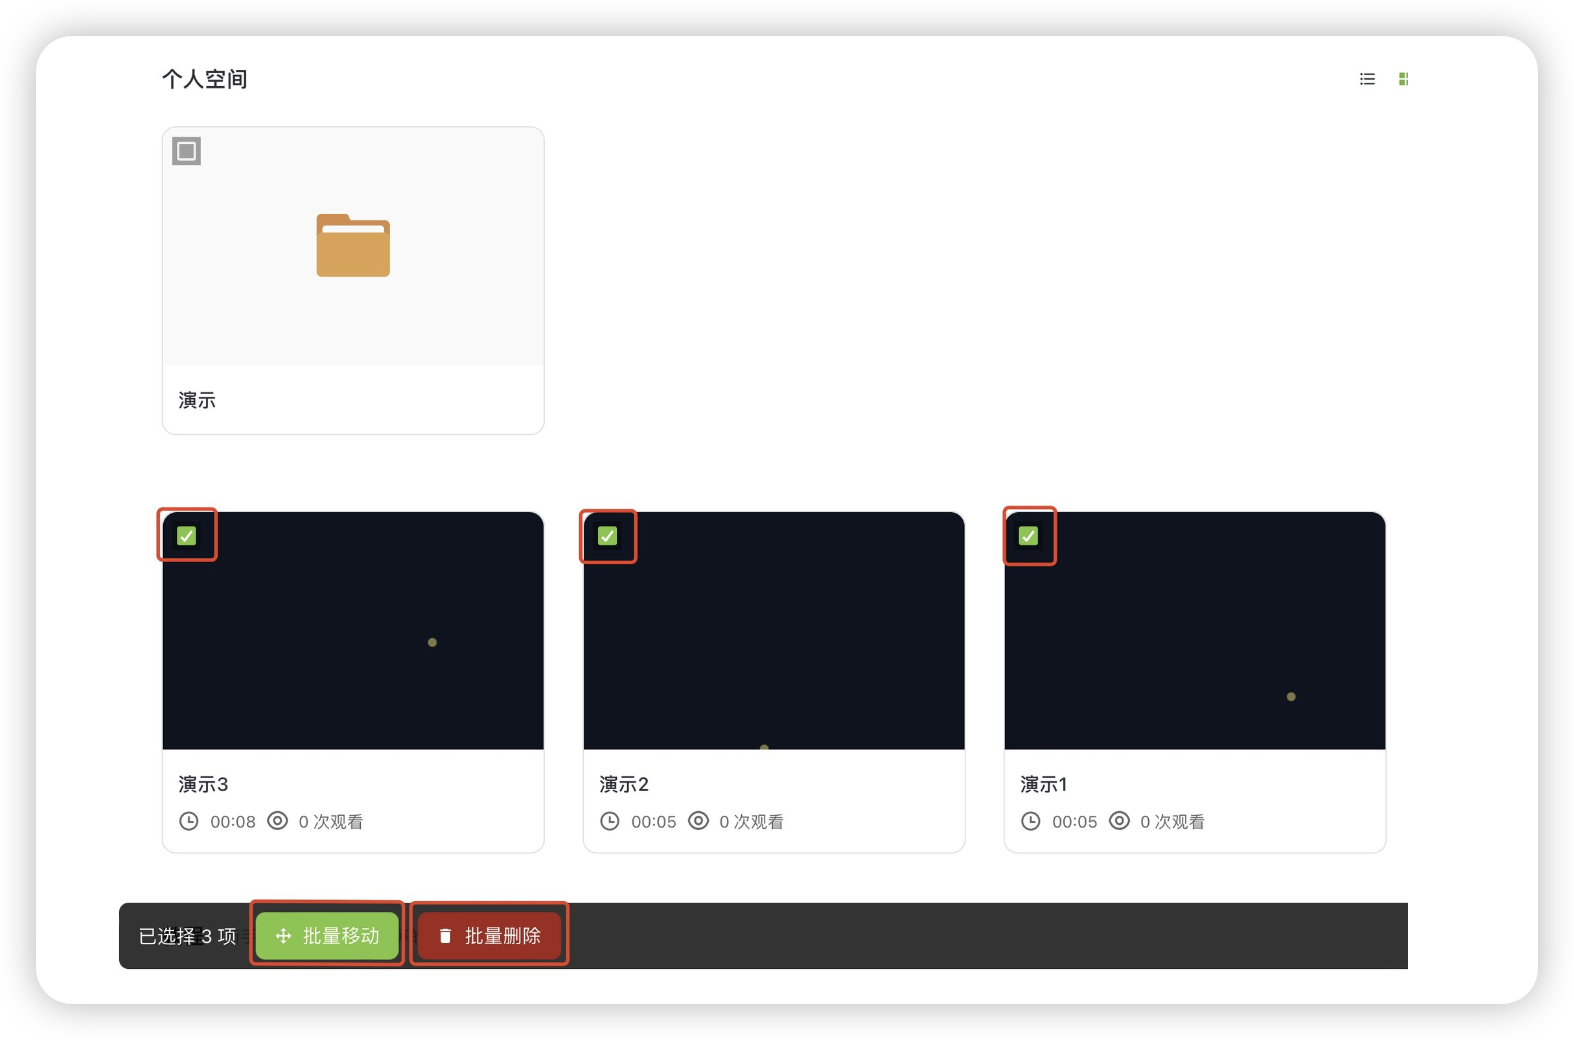 个人空间
演示
演示3
00:08 0 次观看
演示2
00:05 0 次观看
演示1
00:05 0 次观看
已选择 3 项 批量移动 批量删除